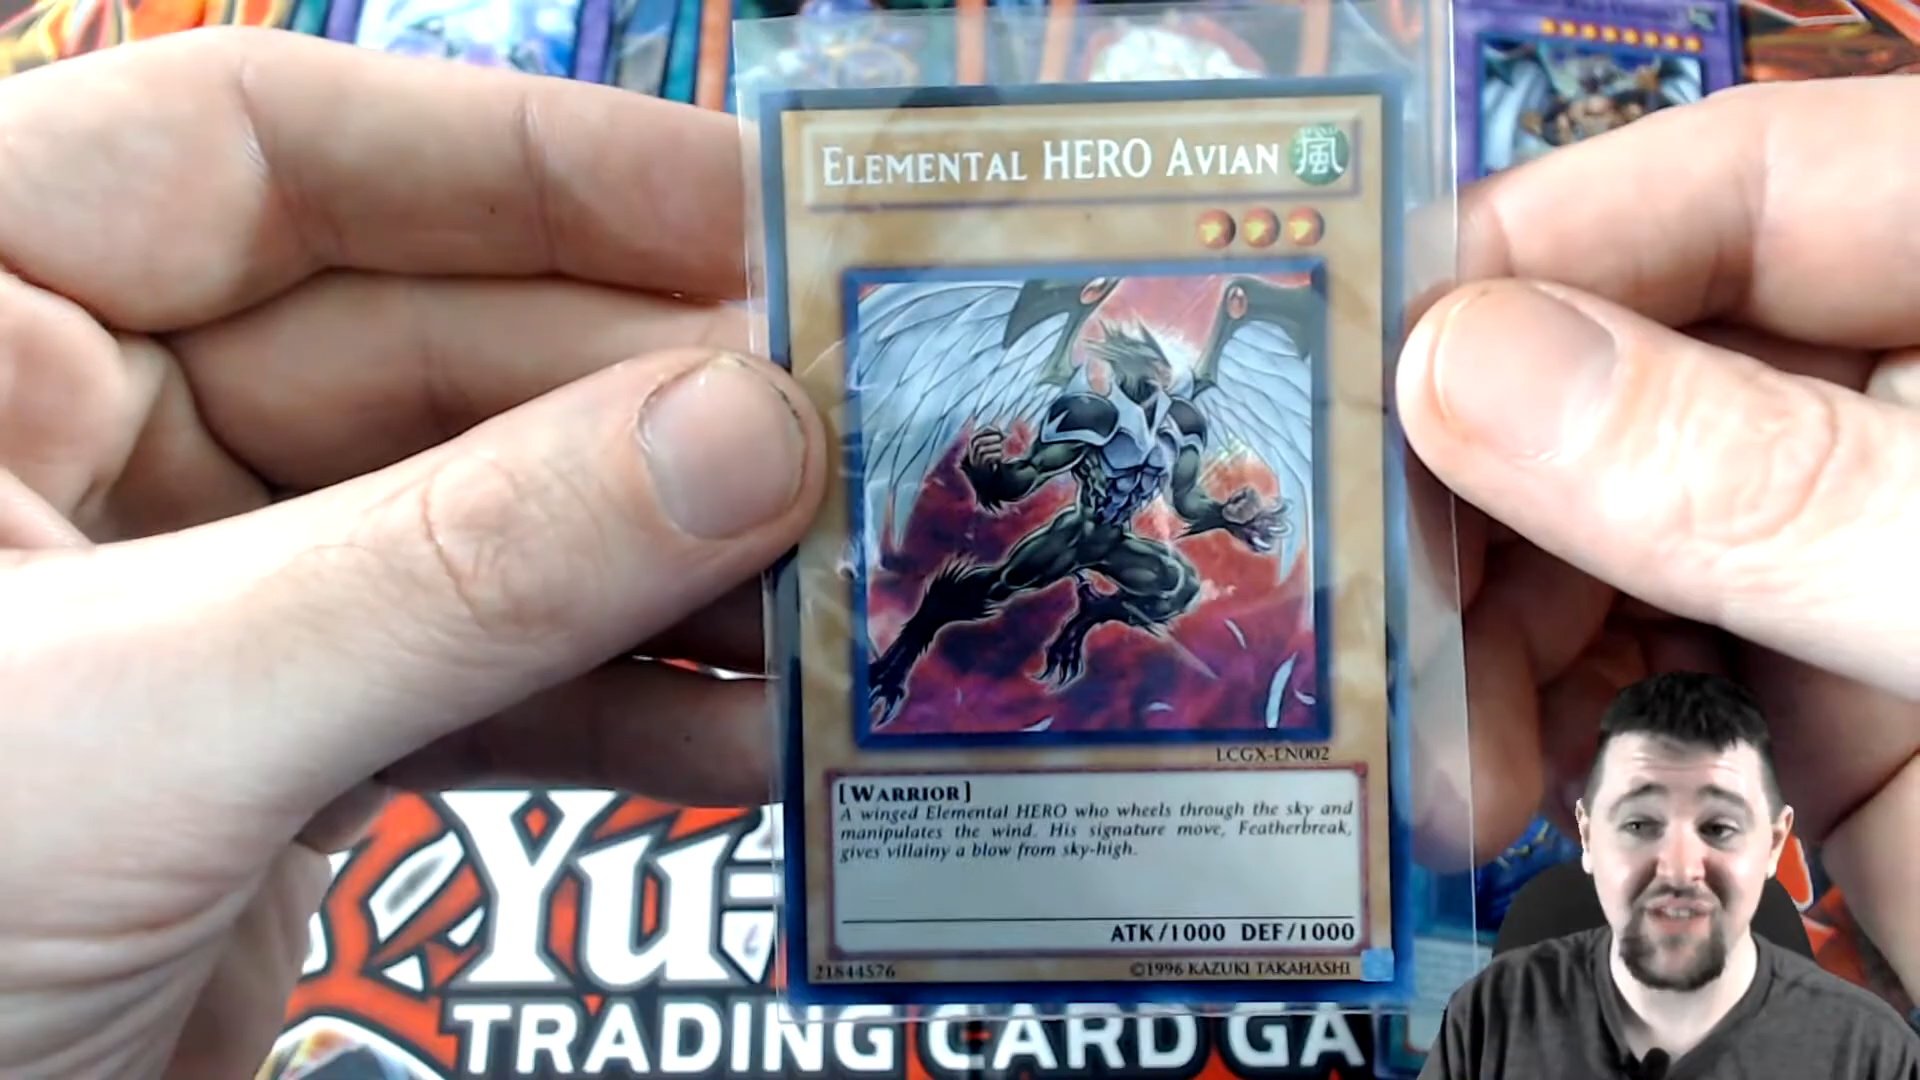 ELEMENTAL HERO AVIAN 風
LCGX-EN002
[WARRIOR]
A winged Elemental HERO who wheels through the sky and
manipulates the wind. His signature move, Featherbreak,
gives villainy a blow from sky-high.
ATK/1000 DEF/1000
21844576 ©1996 KAZUKI TAKAHASHI
Yu
TRADING CARD GA